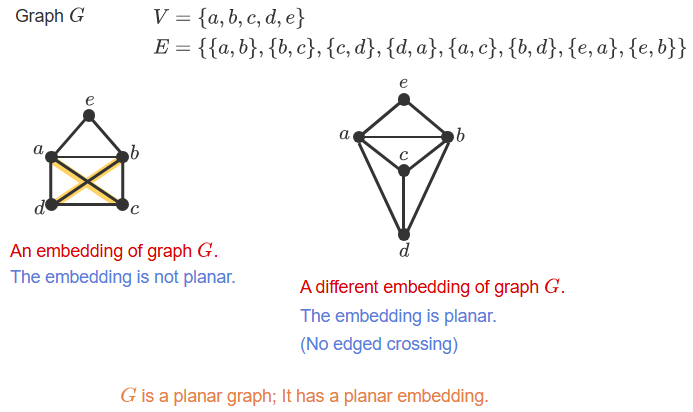 Graph G V = {a, b, c, d, e}
E = {{a, b}, {b, c}, {c, d}, {d, a}, {a, c}, {b, d}, {e, a}, {e, b}}
e
a b
d c
An embedding of graph G.
The embedding is not planar.
e
a b
c
d
A different embedding of graph G.
The embedding is planar.
(No edged crossing)
G is a planar graph; It has a planar embedding.